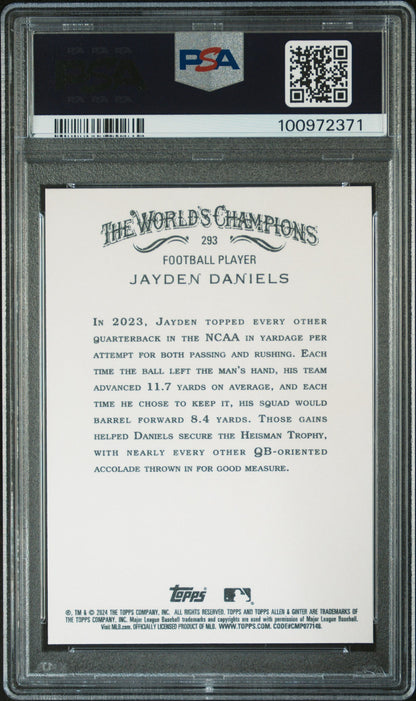 PSA
100972371
THE WORLD'S CHAMPIONS
293
FOOTBALL PLAYER
JAYDEN DANIELS
IN 2023, JAYDEN TOPPED EVERY OTHER
QUARTERBACK IN THE NCAA IN YARDAGE PER
ATTEMPT FOR BOTH PASSING AND RUSHING. EACH
TIME THE BALL LEFT THE MAN'S HAND, HIS TEAM
ADVANCED 11.7 YARDS ON AVERAGE, AND EACH
TIME HE CHOSE TO KEEP IT, HIS SQUAD WOULD
BARREL FORWARD 8.4 YARDS. THOSE GAINS
HELPED DANIELS SECURE THE HEISMAN TROPHY,
WITH NEARLY EVERY OTHER QB-ORIENTED
ACCOLADE THROWN IN FOR GOOD MEASURE.
Topps
®, TM & © 2024 THE TOPPS COMPANY, INC. ALL RIGHTS RESERVED. TOPPS AND TOPPS ALLEN & GINTER ARE TRADEMARKS OF
THE TOPPS COMPANY, INC. Major League Baseball trademarks and copyrights are used with permission of Major League Baseball.
Visit MLB.com. OFFICIALLY LICENSED PRODUCT OF MLB. WWW.TOPPS.COM. CODE#CMP077146.